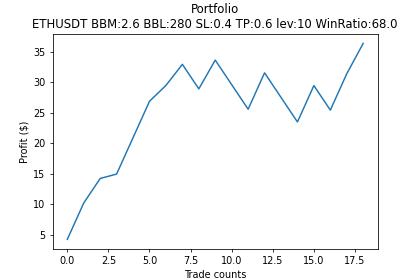 Portfolio
ETHUSDT BBM:2.6 BBL:280 SL:0.4 TP:0.6 lev:10 WinRatio:68.0
35
30
25
20
15
10
5
Profit ($)
0.0 2.5 5.0 7.5 10.0 12.5 15.0 17.5
Trade counts